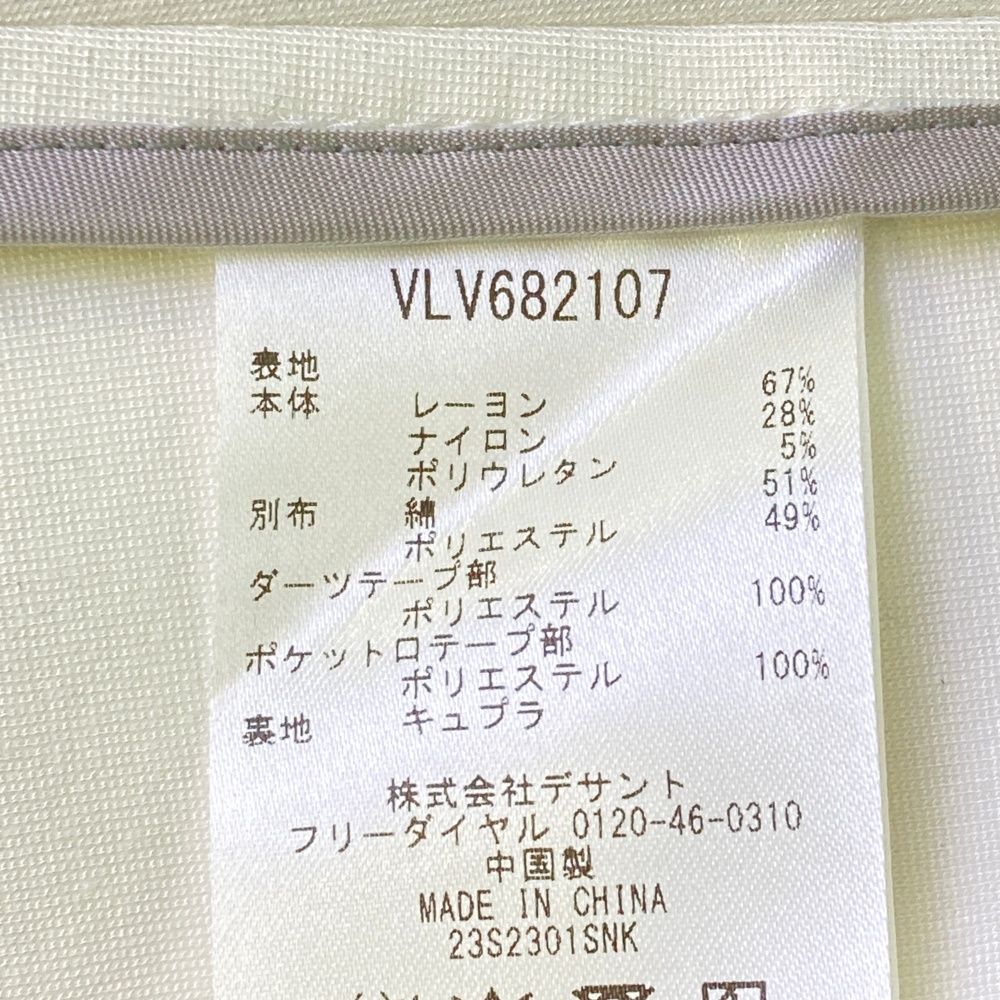 VLV682107
表地
本体 レーヨン 67%
ナイロン 28%
ポリウレタン 5%
別布 綿 51%
ポリエステル 49%
ダーツテープ部
ポリエステル 100%
ポケット口テープ部
ポリエステル 100%
裏地 キュプラ
株式会社デサント
フリーダイヤル 0120-46-0310
中国製
MADE IN CHINA
23S2301SNK